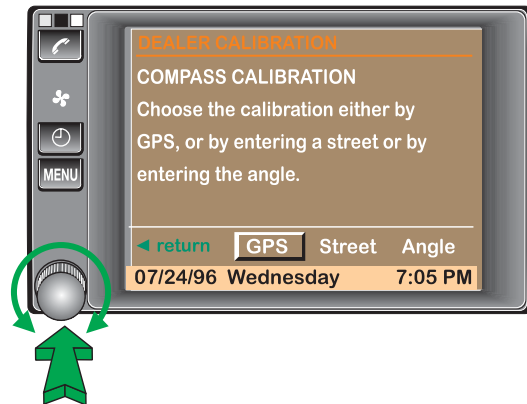 DEALER CALIBRATION
COMPASS CALIBRATION
Choose the calibration either by
GPS, or by entering a street or by
entering the angle.
MENU
return GPS Street Angle
07/24/96 Wednesday 7:05 PM